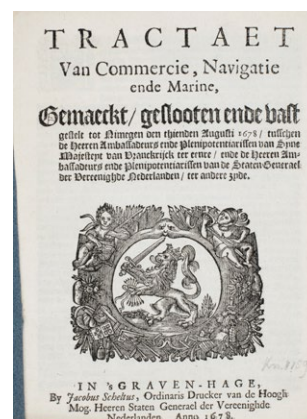 TRACTAET
Van Commercie, Navigatie
ende Marine,
Gemaeckt / geslooten ende vast
gestelt tot Nimegen den thienden Augusti 1678 / tusschen
de Heeren Ambassadeurs ende Plenipotentiarissen van Syne
Majesteyt van Vranckrijck ter eenre / ende de Heeren Am-
bassadeurs ende Plenipotentiarissen van de Staten Generael
der Vereenighde Nederlanden / ter andere zyde.
IN 'sGRAVEN-HAGE,
By Jacobus Scheltus, Ordinaris Drucker van de Hoogh
Mog. Heeren Staten Generael der Vereenighde
Nederlanden. Anno 1678.